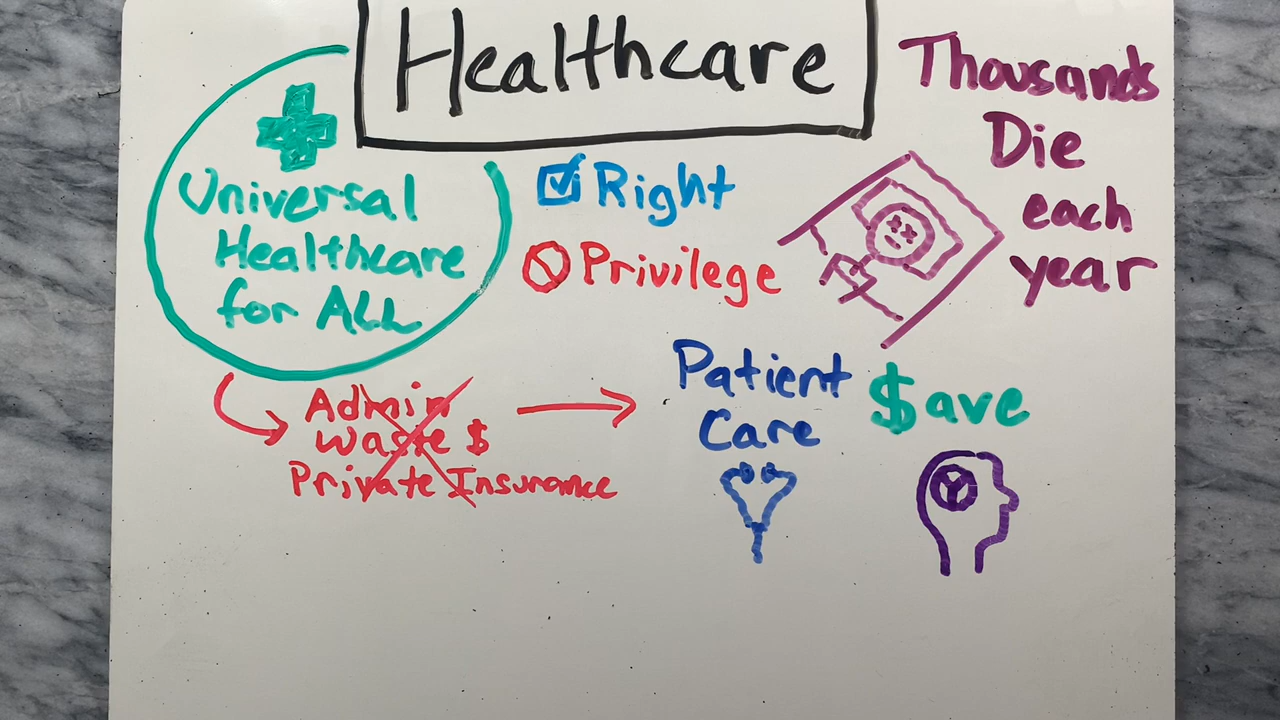 Healthcare
Universal
Healthcare
for ALL
Right
Privilege
Thousands
Die
each
year
Admin
Waste $
Private Insurance
Patient
Care
$ave